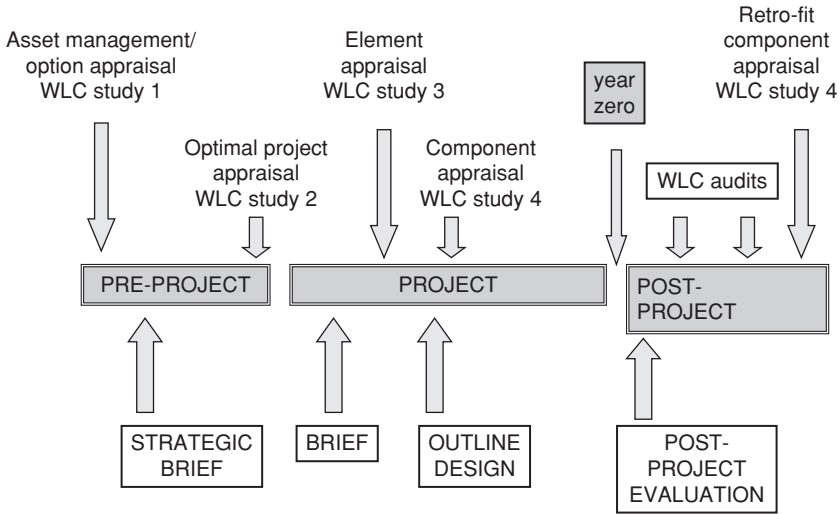 Asset management/
option appraisal
WLC study 1
Element
appraisal
WLC study 3
year
zero
Retro-fit
component
appraisal
WLC study 4
Optimal project
appraisal
WLC study 2
Component
appraisal
WLC study 4
WLC audits
PRE-PROJECT
PROJECT
POST-
PROJECT
STRATEGIC
BRIEF
BRIEF
OUTLINE
DESIGN
POST-
PROJECT
EVALUATION